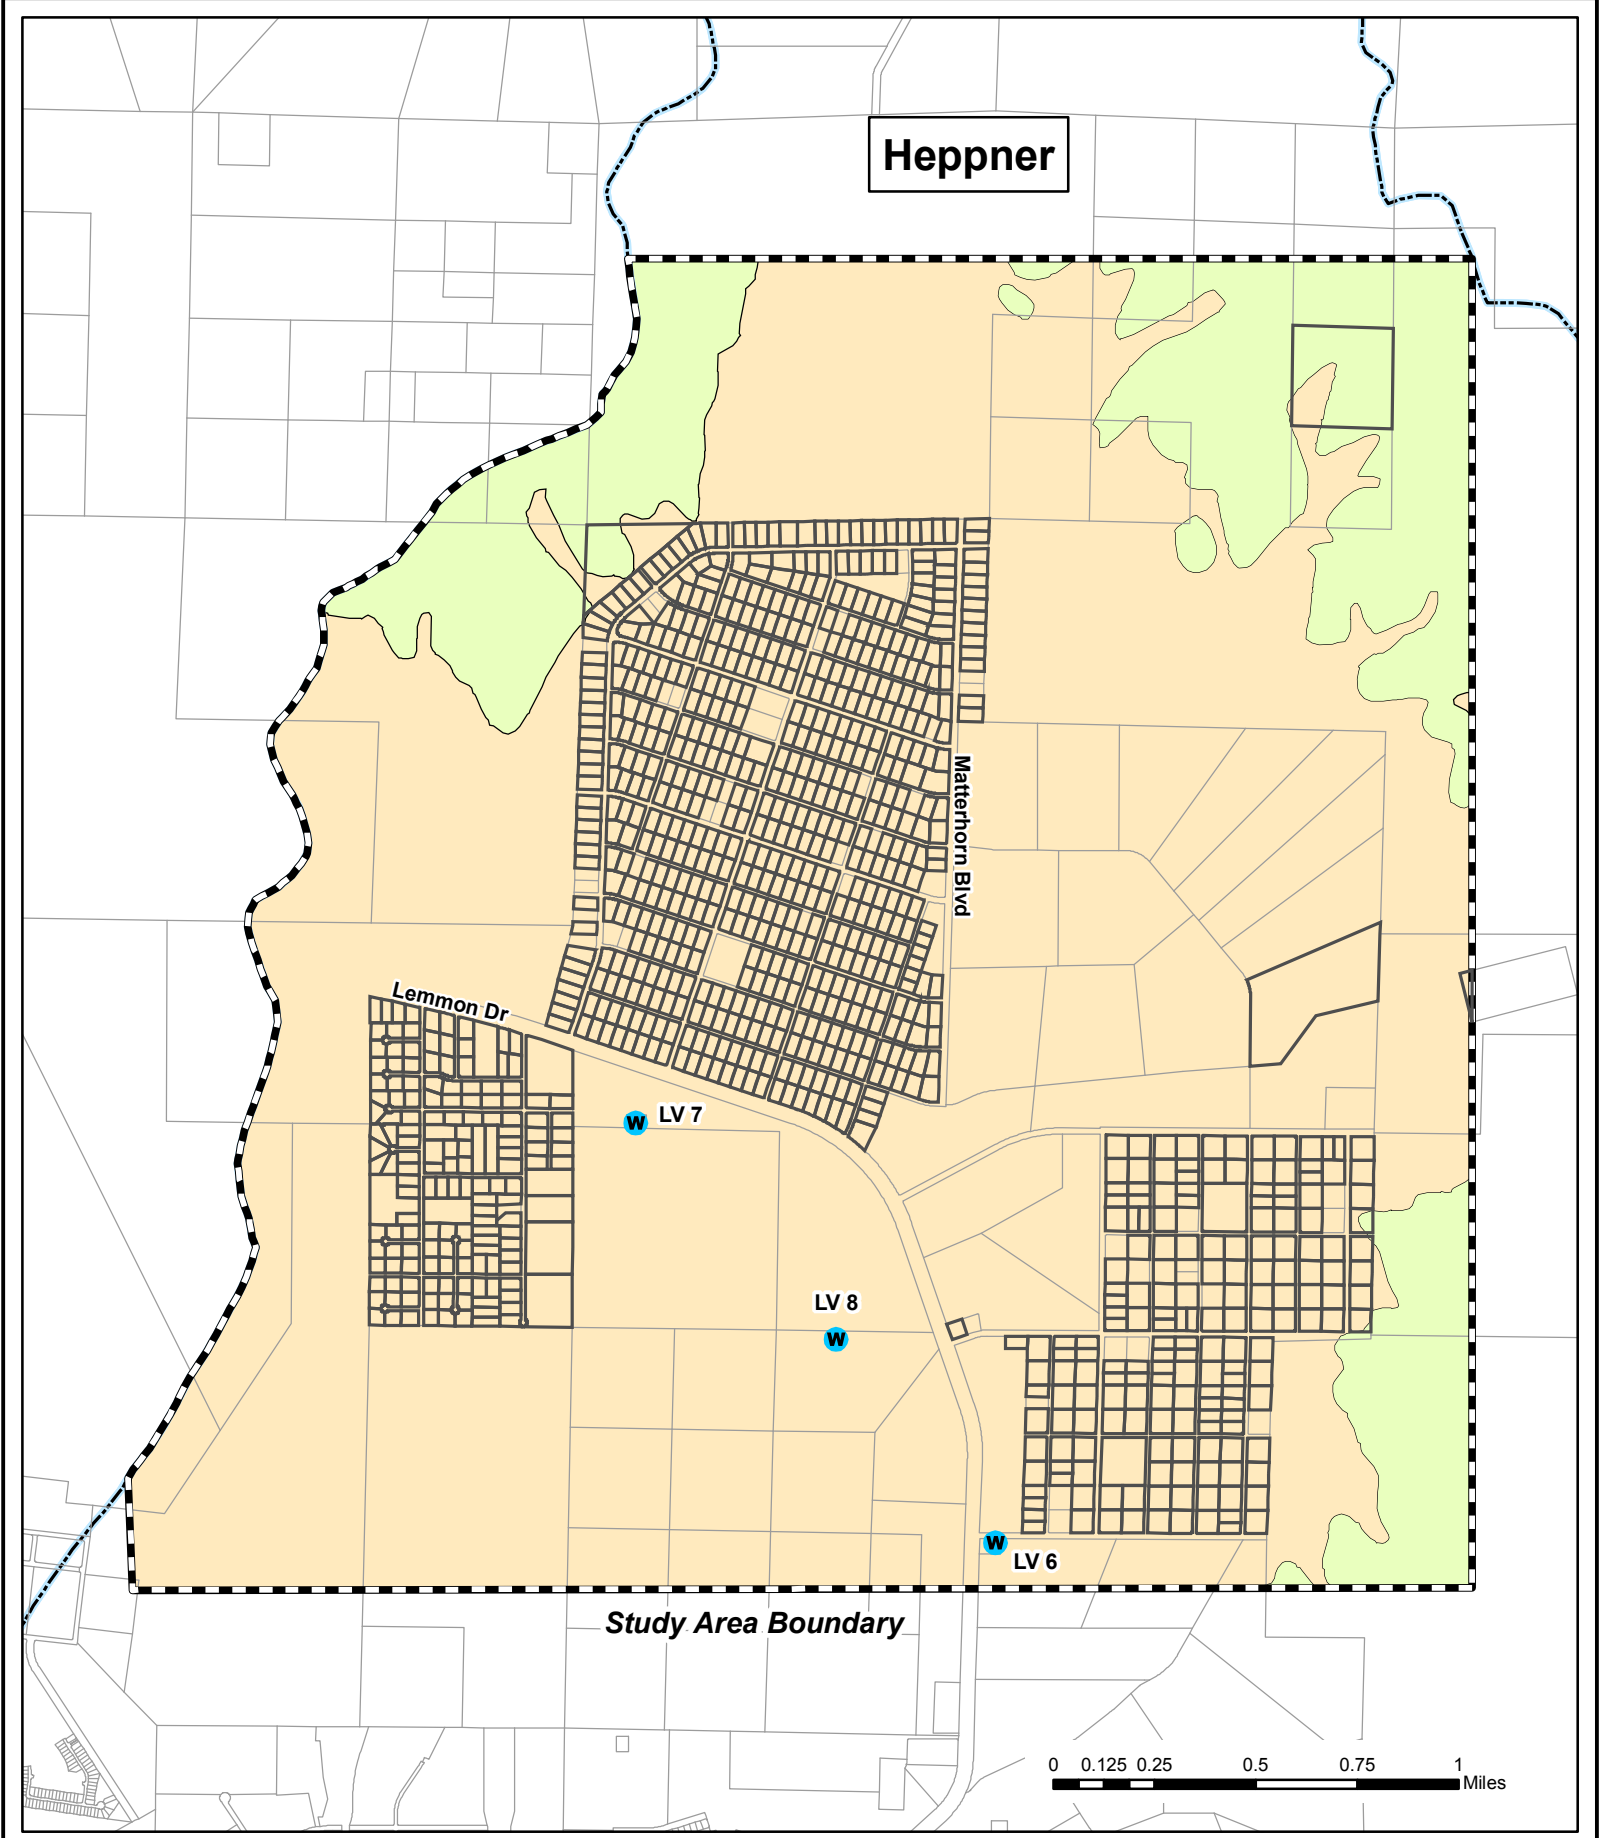 Heppner
Matterhorn Blvd
Lemmon Dr
W LV 7
LV 8
W
W
LV 6
Study Area Boundary
0 0.125 0.25 0.5 0.75 1
Miles